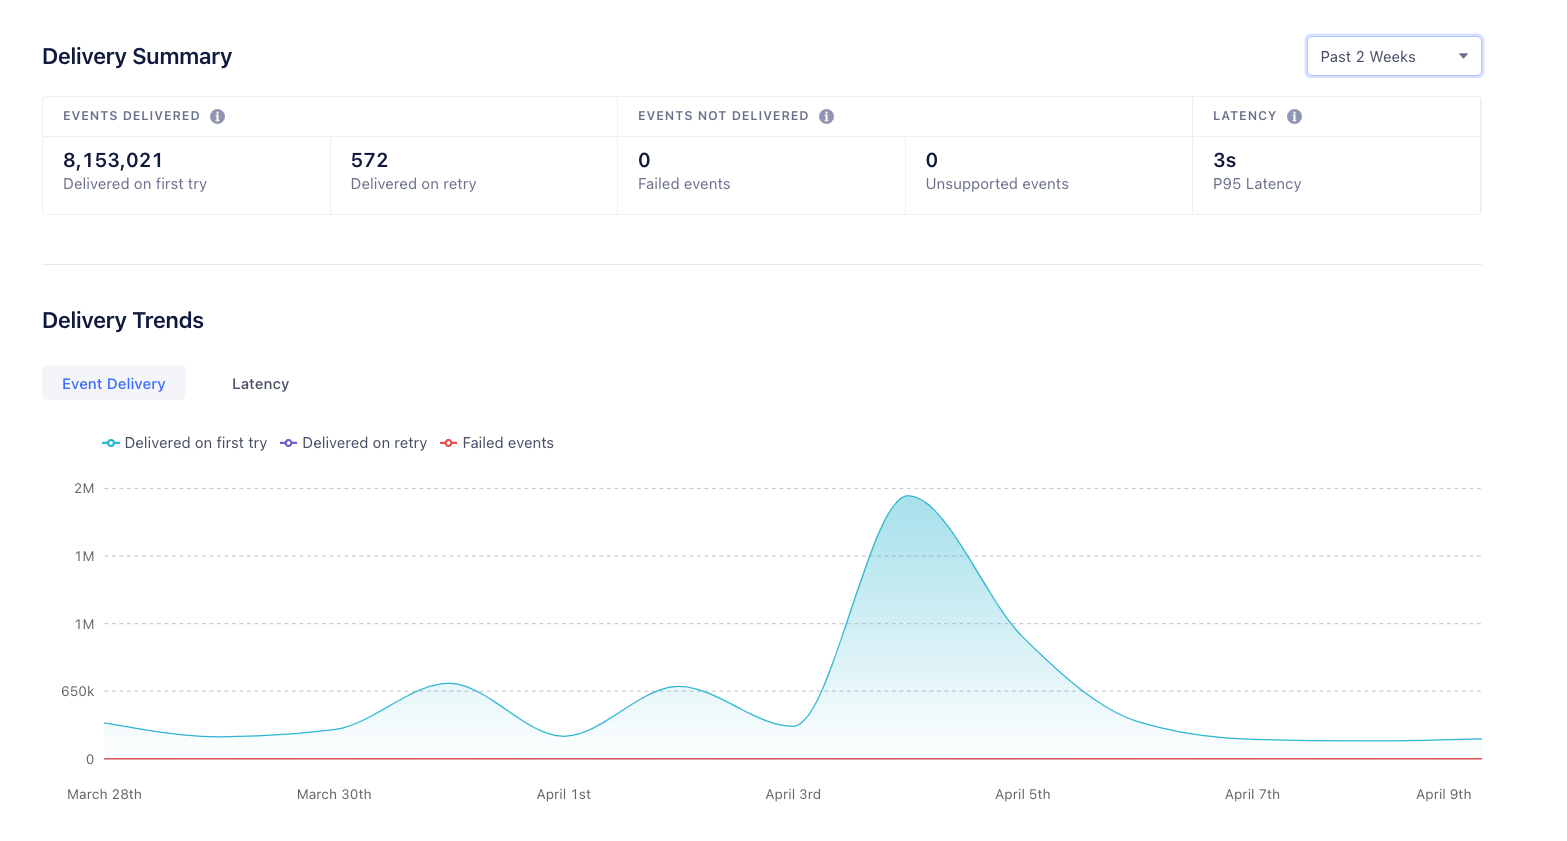 Delivery Summary
Past 2 Weeks
EVENTS DELIVERED
EVENTS NOT DELIVERED
LATENCY
8,153,021
Delivered on first try
572
Delivered on retry
0
Failed events
0
Unsupported events
3s
P95 Latency
Delivery Trends
Event Delivery
Latency
Delivered on first try
Delivered on retry
Failed events
2M
1M
1M
650k
0
March 28th
March 30th
April 1st
April 3rd
April 5th
April 7th
April 9th